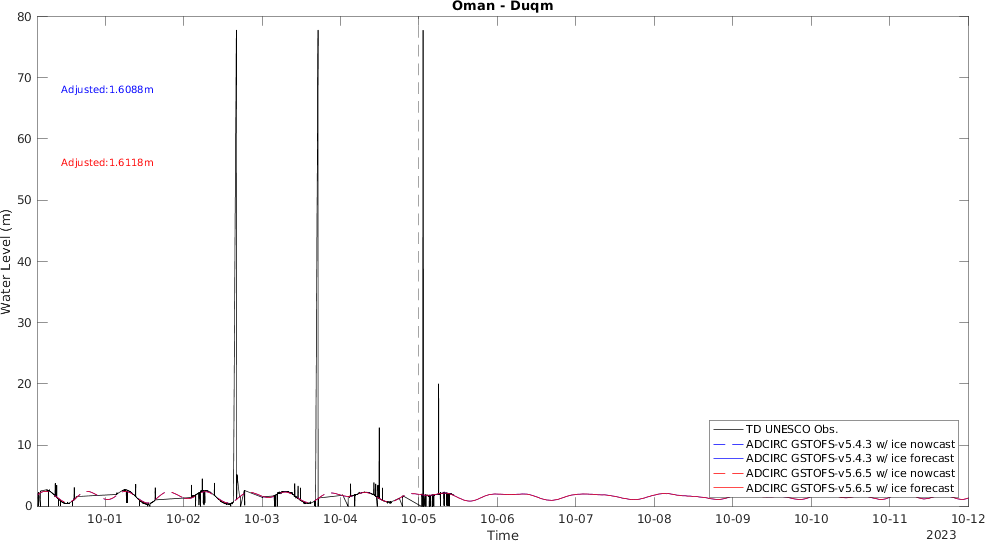 Oman - Duqm
80
70
60
50
40
30
20
10
0
Water Level (m)
Adjusted:1.6088m
Adjusted:1.6118m
TD UNESCO Obs.
ADCIRC GSTOFS-v5.4.3 w/ ice nowcast
ADCIRC GSTOFS-v5.4.3 w/ ice forecast
ADCIRC GSTOFS-v5.6.5 w/ ice nowcast
ADCIRC GSTOFS-v5.6.5 w/ ice forecast
10-01 10-02 10-03 10-04 10-05 10-06 10-07 10-08 10-09 10-10 10-11 10-12
2023
Time